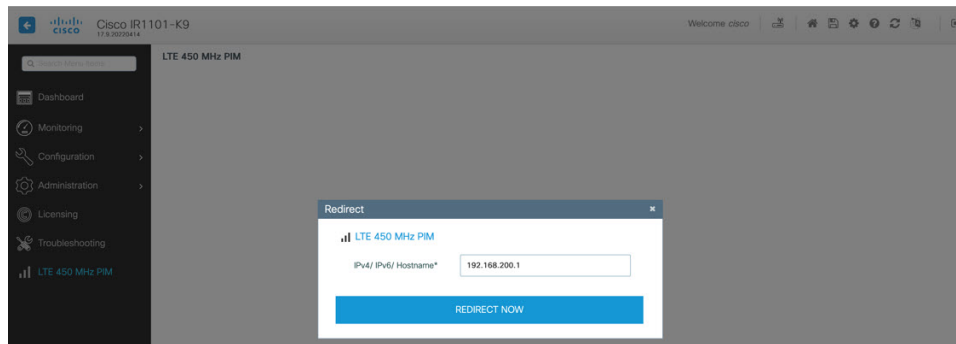 CISCO
Cisco IR1101-K9
17.9.20220414
Welcome cisco
Search Menu Items
LTE 450 MHz PIM
Dashboard
Monitoring
Configuration
Administration
Licensing
Troubleshooting
LTE 450 MHz PIM
Redirect
LTE 450 MHz PIM
IPv4/ IPv6/ Hostname*
192.168.200.1
REDIRECT NOW